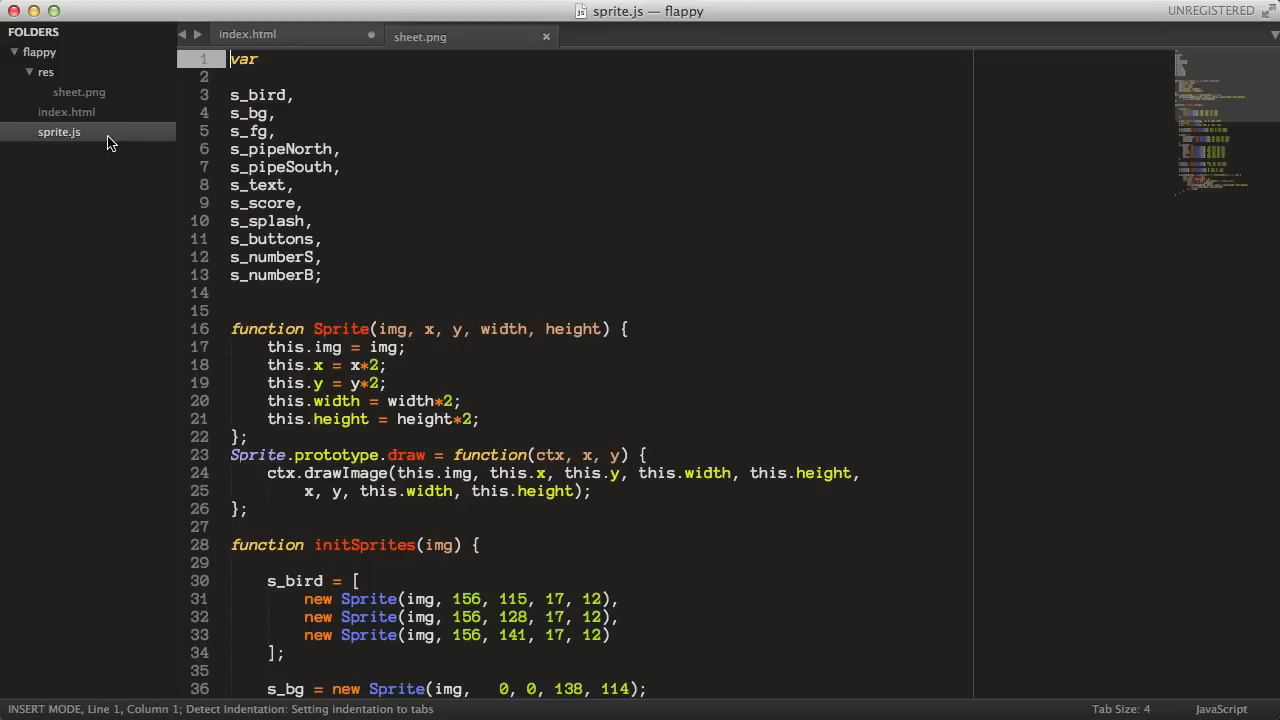 sprite.js — flappy
UNREGISTERED
FOLDERS
flappy
res
sheet.png
index.html
sprite.js
index.html
sheet.png
1 var
2
3 s_bird,
4 s_bg,
5 s_fg,
6 s_pipeNorth,
7 s_pipeSouth,
8 s_text,
9 s_score,
10 s_splash,
11 s_buttons,
12 s_numberS,
13 s_numberB;
14
15
16 function Sprite(img, x, y, width, height) {
17 this.img = img;
18 this.x = x*2;
19 this.y = y*2;
20 this.width = width*2;
21 this.height = height*2;
22 };
23 Sprite.prototype.draw = function(ctx, x, y) {
24 ctx.drawImage(this.img, this.x, this.y, this.width, this.height,
25 x, y, this.width, this.height);
26 };
27
28 function initSprites(img) {
29
30 s_bird = [
31 new Sprite(img, 156, 115, 17, 12),
32 new Sprite(img, 156, 128, 17, 12),
33 new Sprite(img, 156, 141, 17, 12)
34 ];
35
36 s_bg = new Sprite(img,   0, 0, 138, 114);
INSERT MODE, Line 1, Column 1; Detect Indentation: Setting indentation to tabs
Tab Size: 4
JavaScript